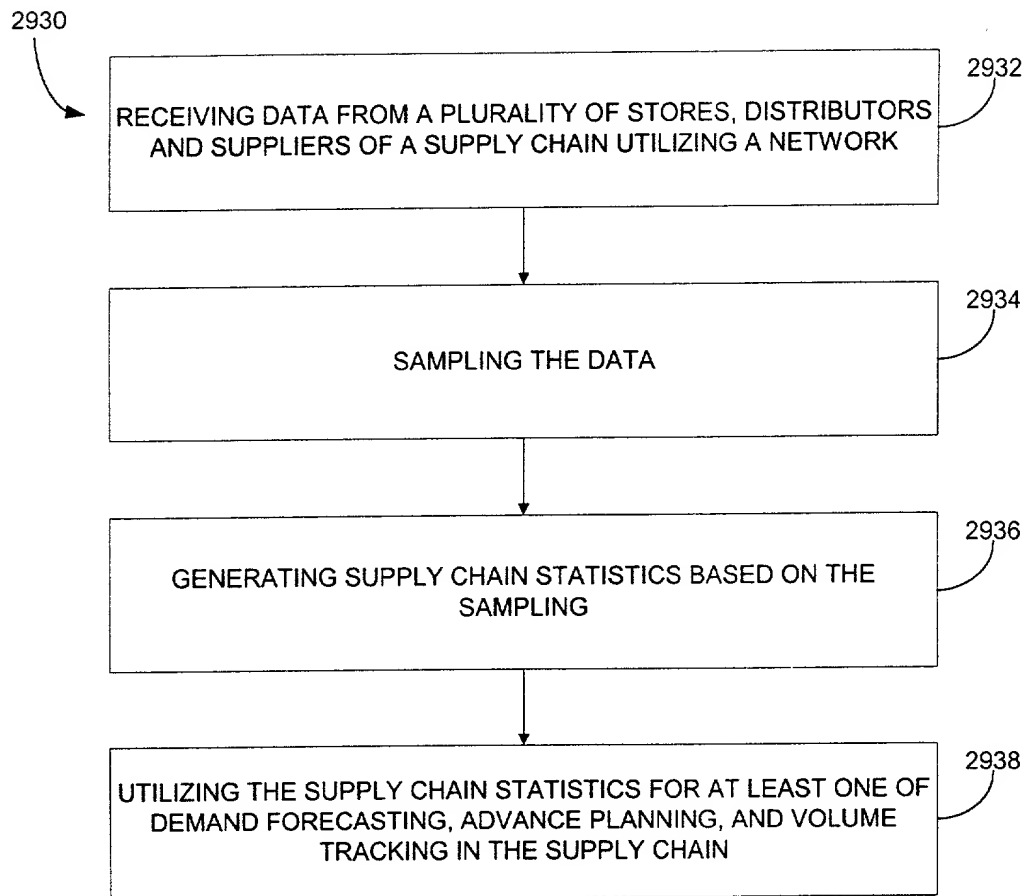 2930
2932
RECEIVING DATA FROM A PLURALITY OF STORES, DISTRIBUTORS
AND SUPPLIERS OF A SUPPLY CHAIN UTILIZING A NETWORK
2934
SAMPLING THE DATA
2936
GENERATING SUPPLY CHAIN STATISTICS BASED ON THE
SAMPLING
2938
UTILIZING THE SUPPLY CHAIN STATISTICS FOR AT LEAST ONE OF
DEMAND FORECASTING, ADVANCE PLANNING, AND VOLUME
TRACKING IN THE SUPPLY CHAIN